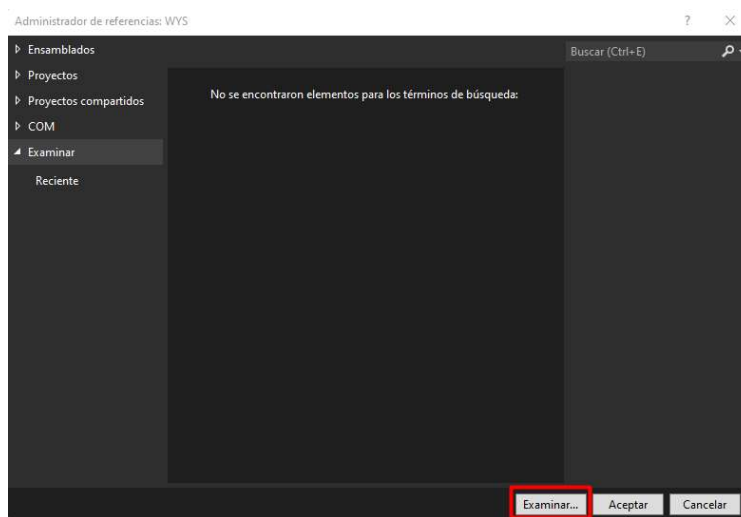 Administrador de referencias: WYS
Ensamblados
Buscar (Ctrl+E)
Proyectos
Proyectos compartidos
No se encontraron elementos para los términos de búsqueda:
COM
Examinar
Reciente
Examinar... Aceptar Cancelar